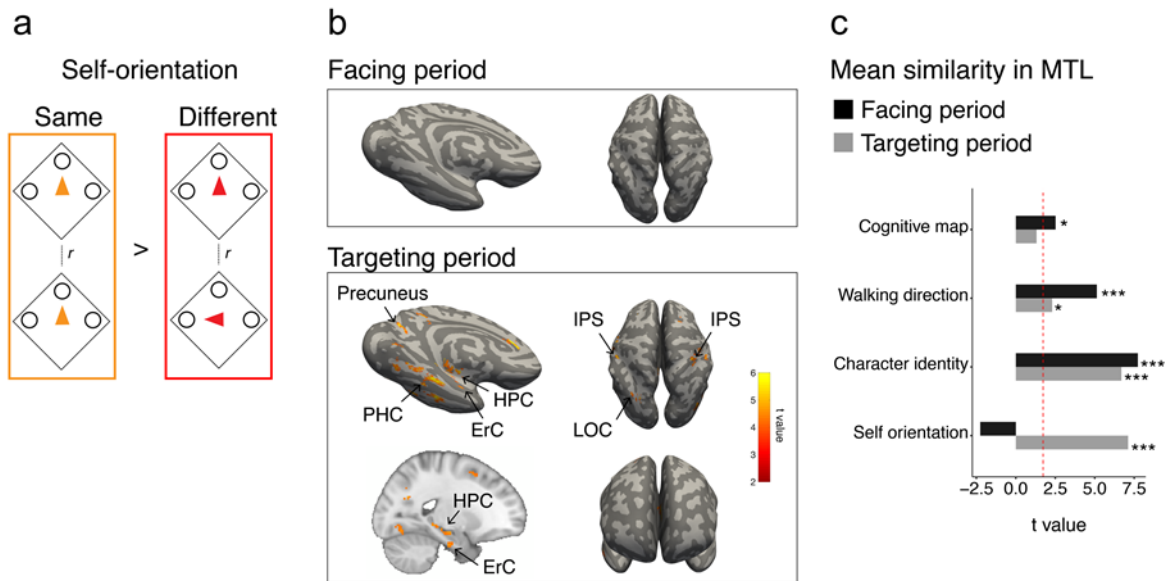 a
Self-orientation
Same
Different
r
>
r
b
Facing period
Targeting period
Precuneus
PHC
HPC
ErC
IPS
IPS
LOC
6
5
4
3
2
t value
HPC
ErC
c
Mean similarity in MTL
Facing period
Targeting period
Cognitive map
*
Walking direction
***
*
Character identity
***
***
Self orientation
***
−2.5
0.0
2.5
5.0
7.5
t value